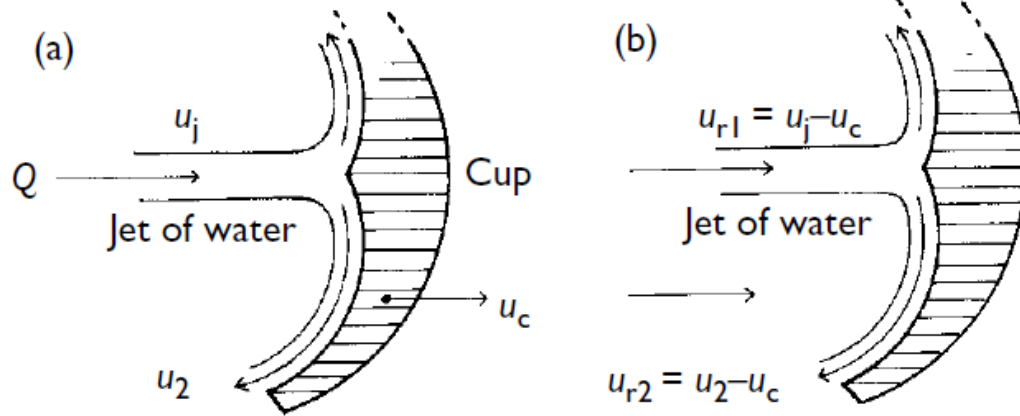 (a)
u_j
Q
Cup
Jet of water
u_c
u_2
(b)
u_r1 = u_j–u_c
Jet of water
u_r2 = u_2–u_c